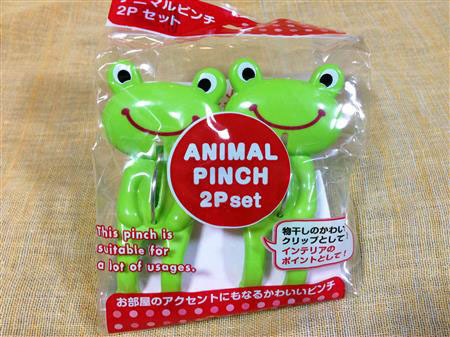 アニマルピンチ
2P セット
ANIMAL
PINCH
2Pset
This pinch is
suitable for
a lot of usages.
物干しのかわいい
クリップとして!
インテリアの
ポイントとして!
お部屋のアクセントにもなるかわいいピンチ